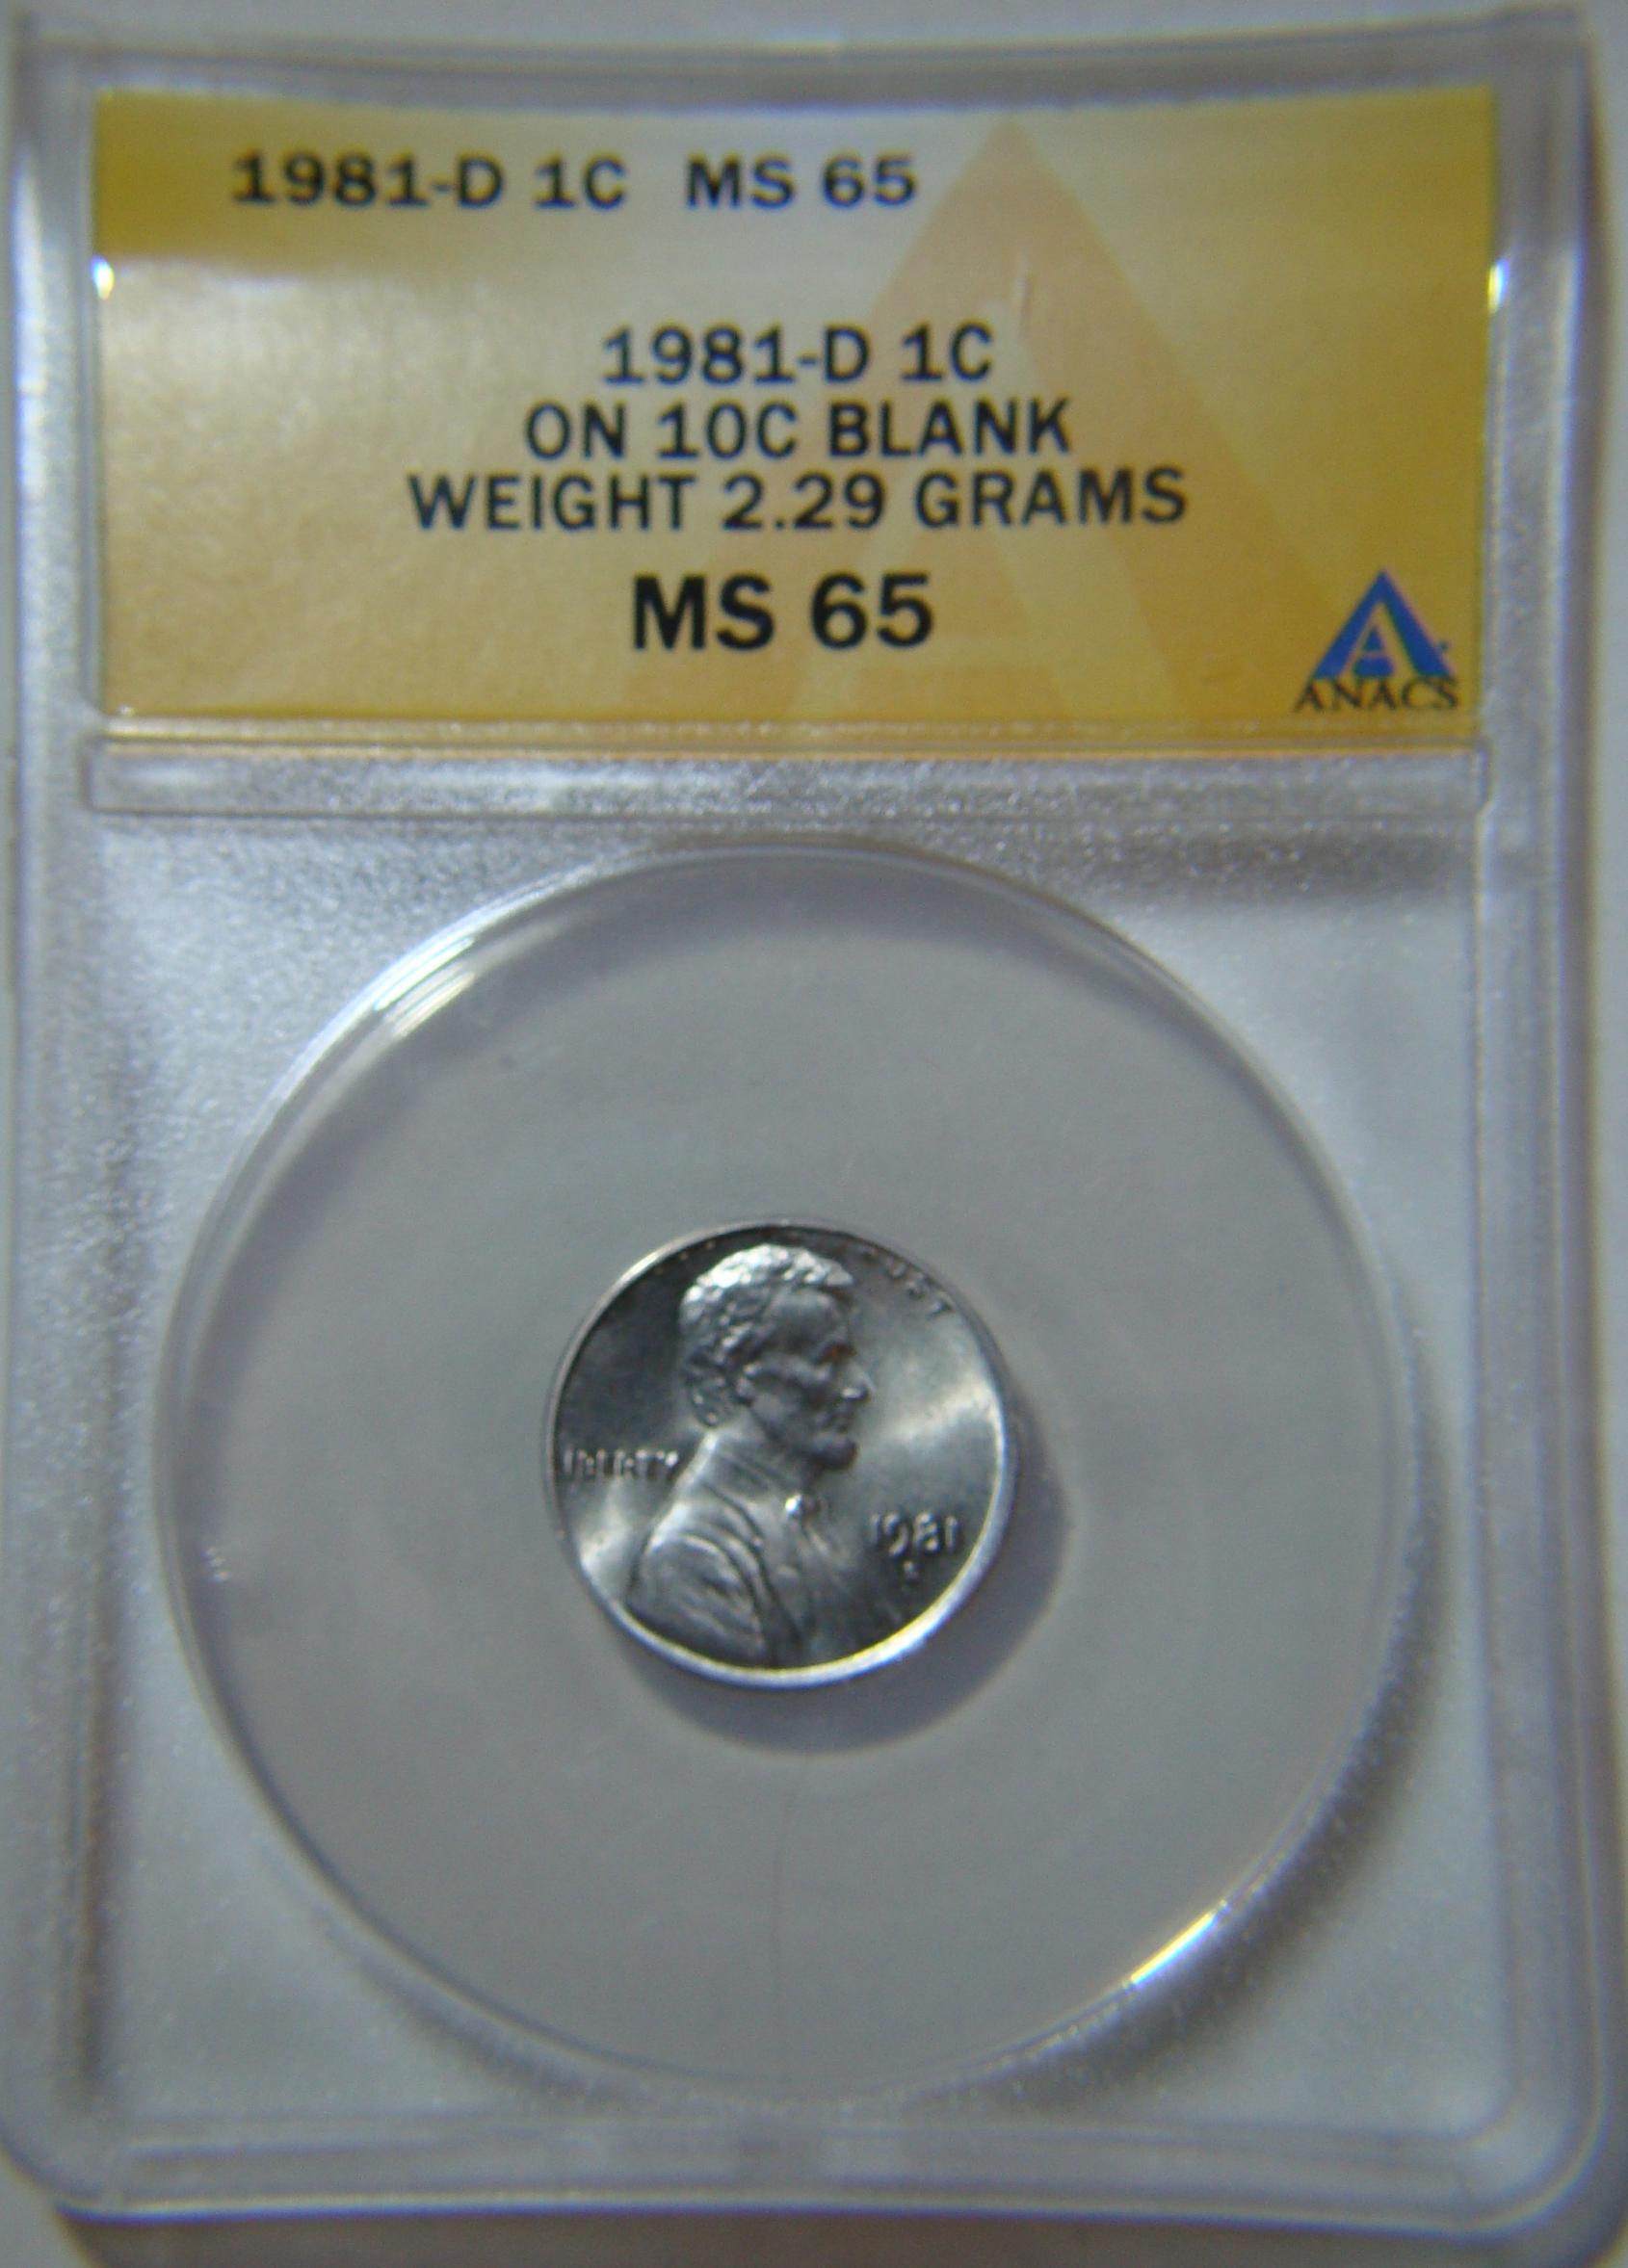 1981-D 1C MS 65
1981-D 1C
ON 10C BLANK
WEIGHT 2.29 GRAMS
MS 65
A
ANACS
LIBERTY
1981